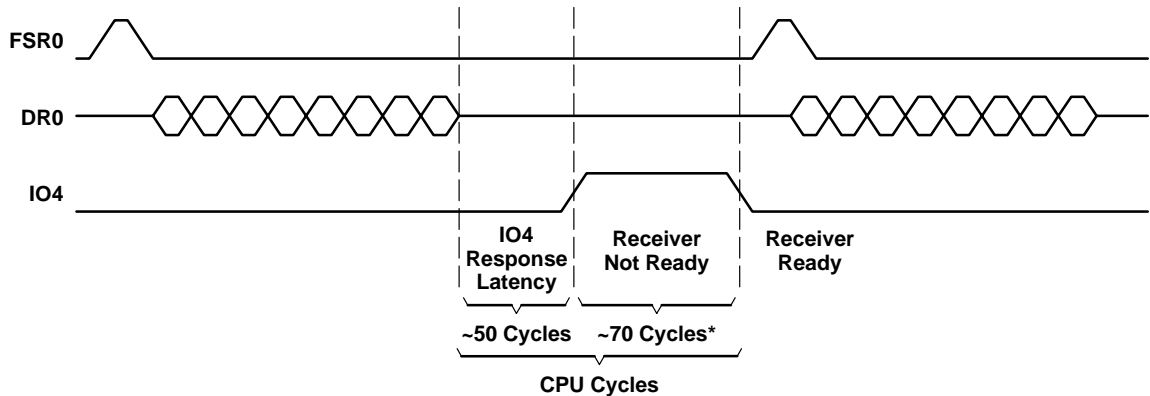 FSR0
DR0
IO4
IO4
Response
Latency
Receiver
Not Ready
Receiver
Ready
~50 Cycles
~70 Cycles*
CPU Cycles